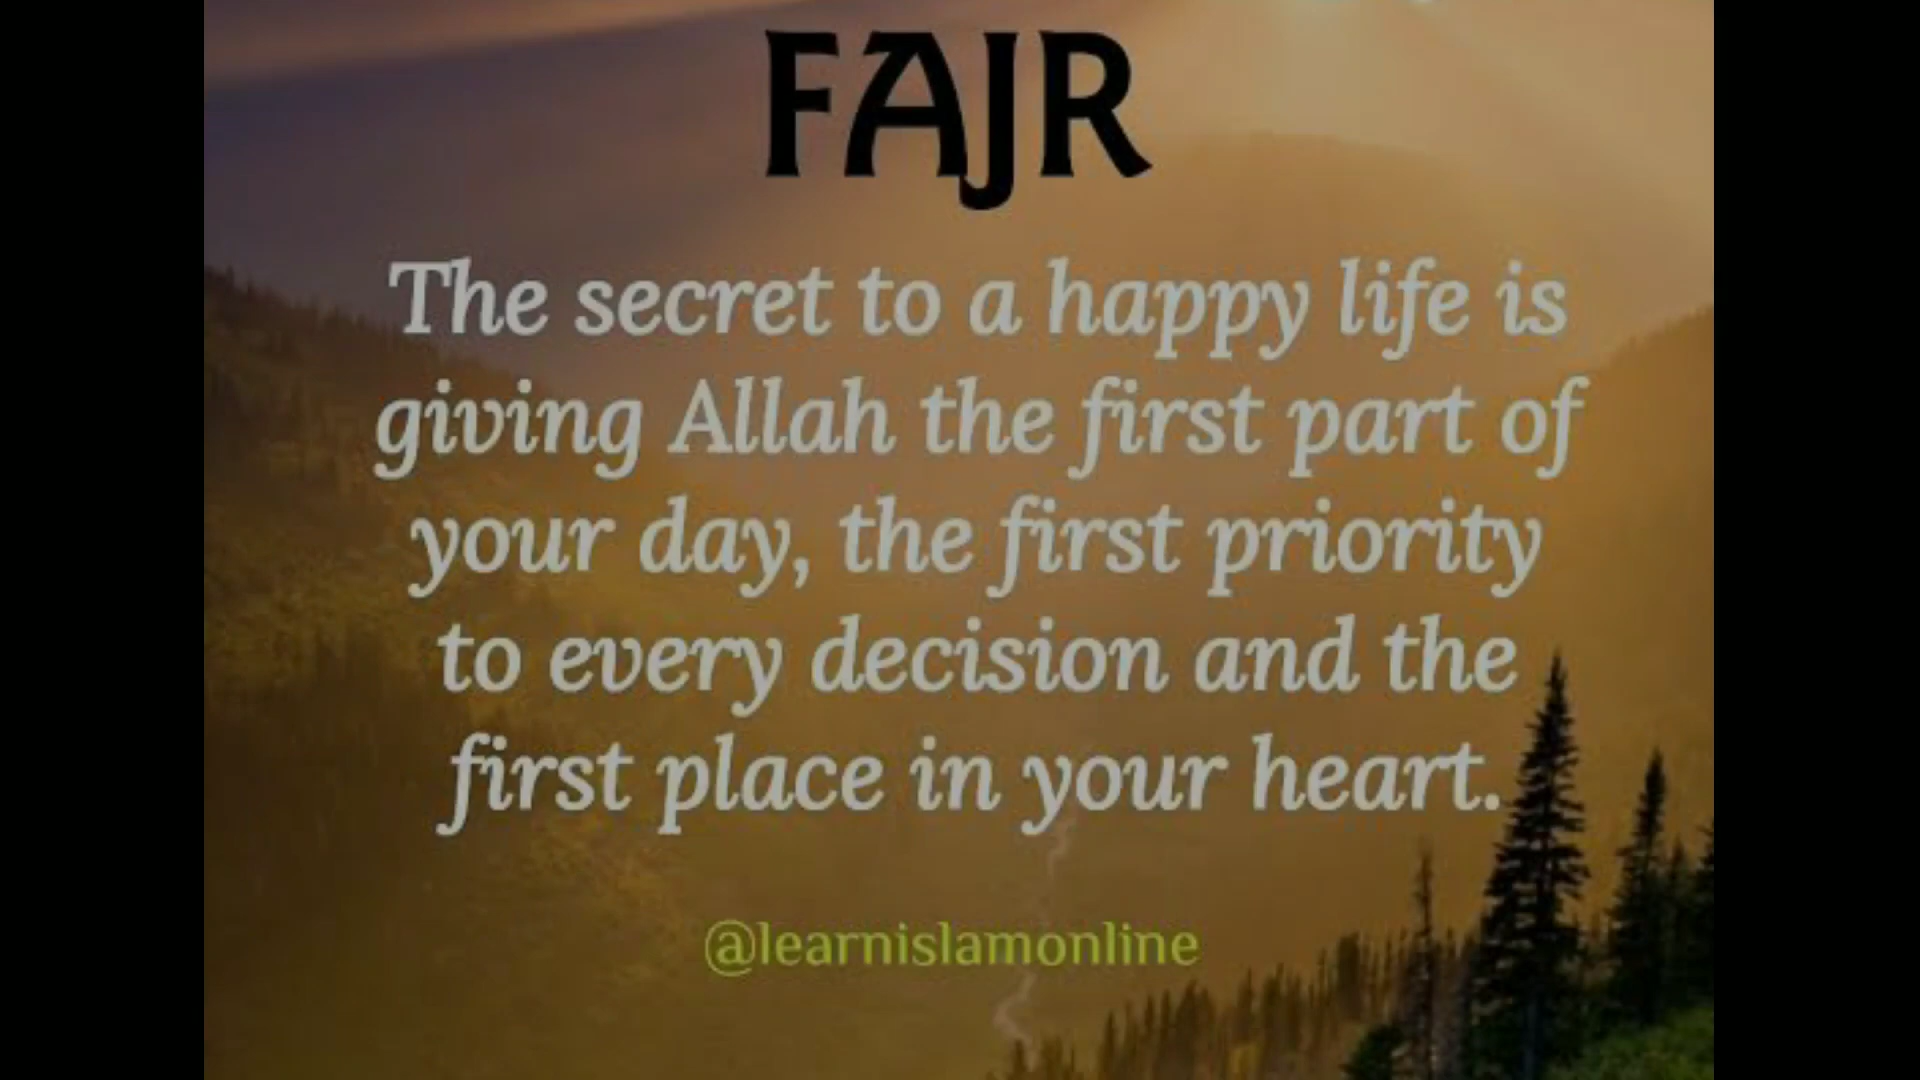 FAJR
The secret to a happy life is
giving Allah the first part of
your day, the first priority
to every decision and the
first place in your heart.
@learnislamonline